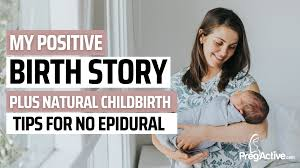 MY POSITIVE
BIRTH STORY
PLUS NATURAL CHILDBIRTH
TIPS FOR NO EPIDURAL
PregActive.com